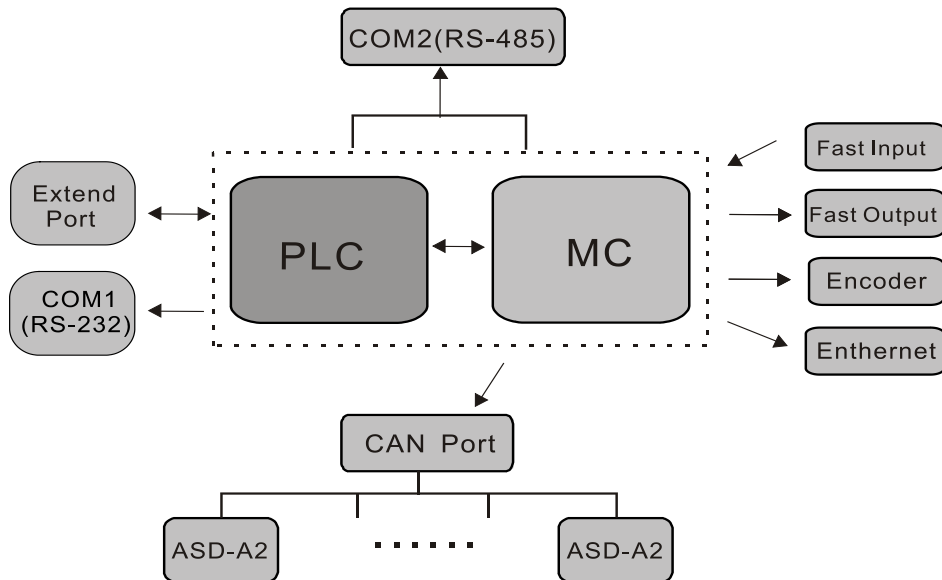 COM2(RS-485)
Extend
Port
COM1
(RS-232)
PLC
MC
Fast Input
Fast Output
Encoder
Enthernet
CAN Port
ASD-A2
ASD-A2